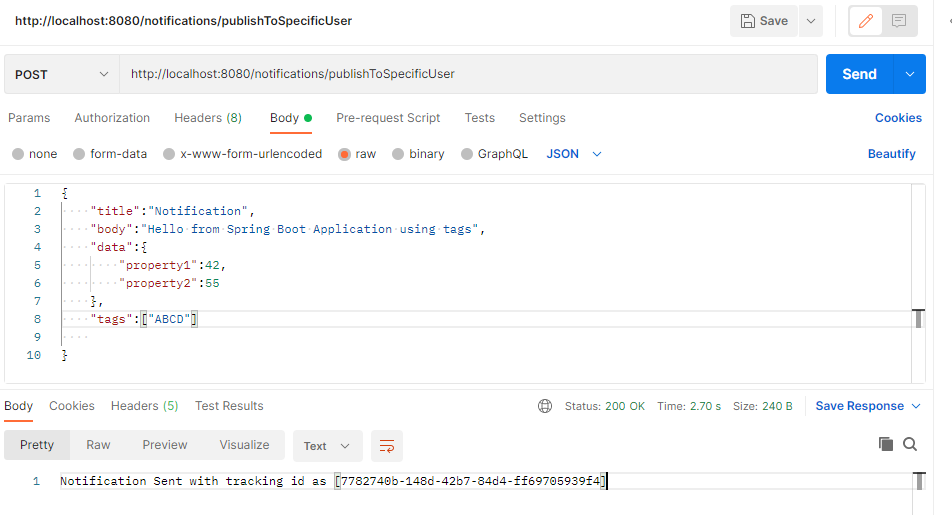 http://localhost:8080/notifications/publishToSpecificUser Save
POST http://localhost:8080/notifications/publishToSpecificUser Send
Params Authorization Headers (8) Body Pre-request Script Tests Settings Cookies
none form-data x-www-form-urlencoded raw binary GraphQL JSON Beautify
1 {
2 "title":"Notification",
3 "body":"Hello from Spring Boot Application using tags",
4 "data":{
5 "property1":42,
6 "property2":55
7 },
8 "tags":["ABCD"]
9
10 }
Body Cookies Headers (5) Test Results Status: 200 OK Time: 2.70 s Size: 240 B Save Response
Pretty Raw Preview Visualize Text
1 Notification Sent with tracking id as [7782740b-148d-42b7-84d4-ff69705939f4]